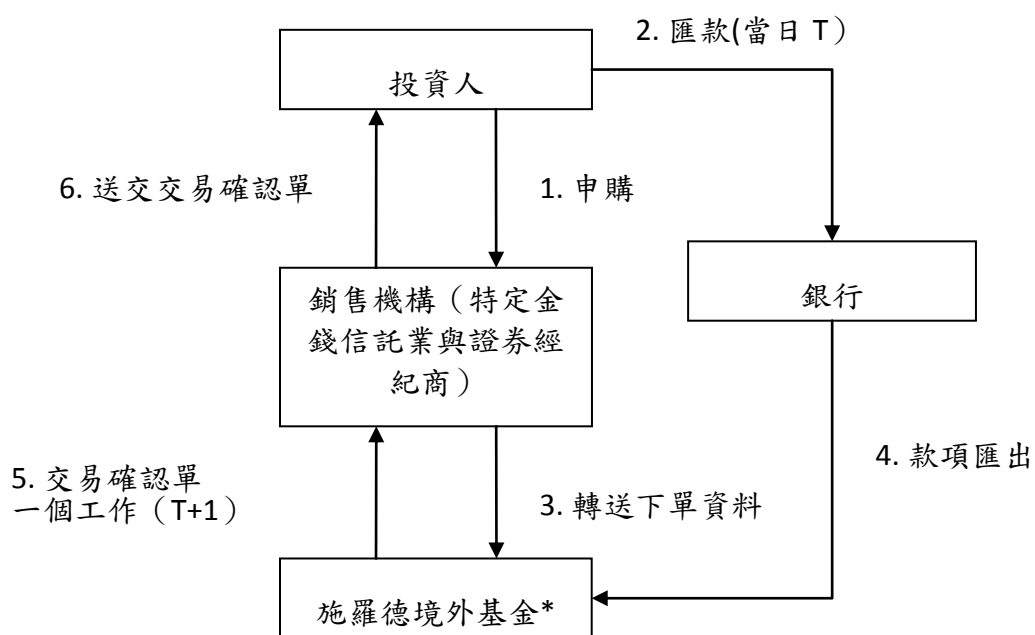 2. 匯款(當日 T）
投資人
6. 送交交易確認單
1. 申購
銷售機構（特定金
錢信託業與證券經
紀商）
銀行
5. 交易確認單
一個工作（T+1）
3. 轉送下單資料
4. 款項匯出
施羅德境外基金*